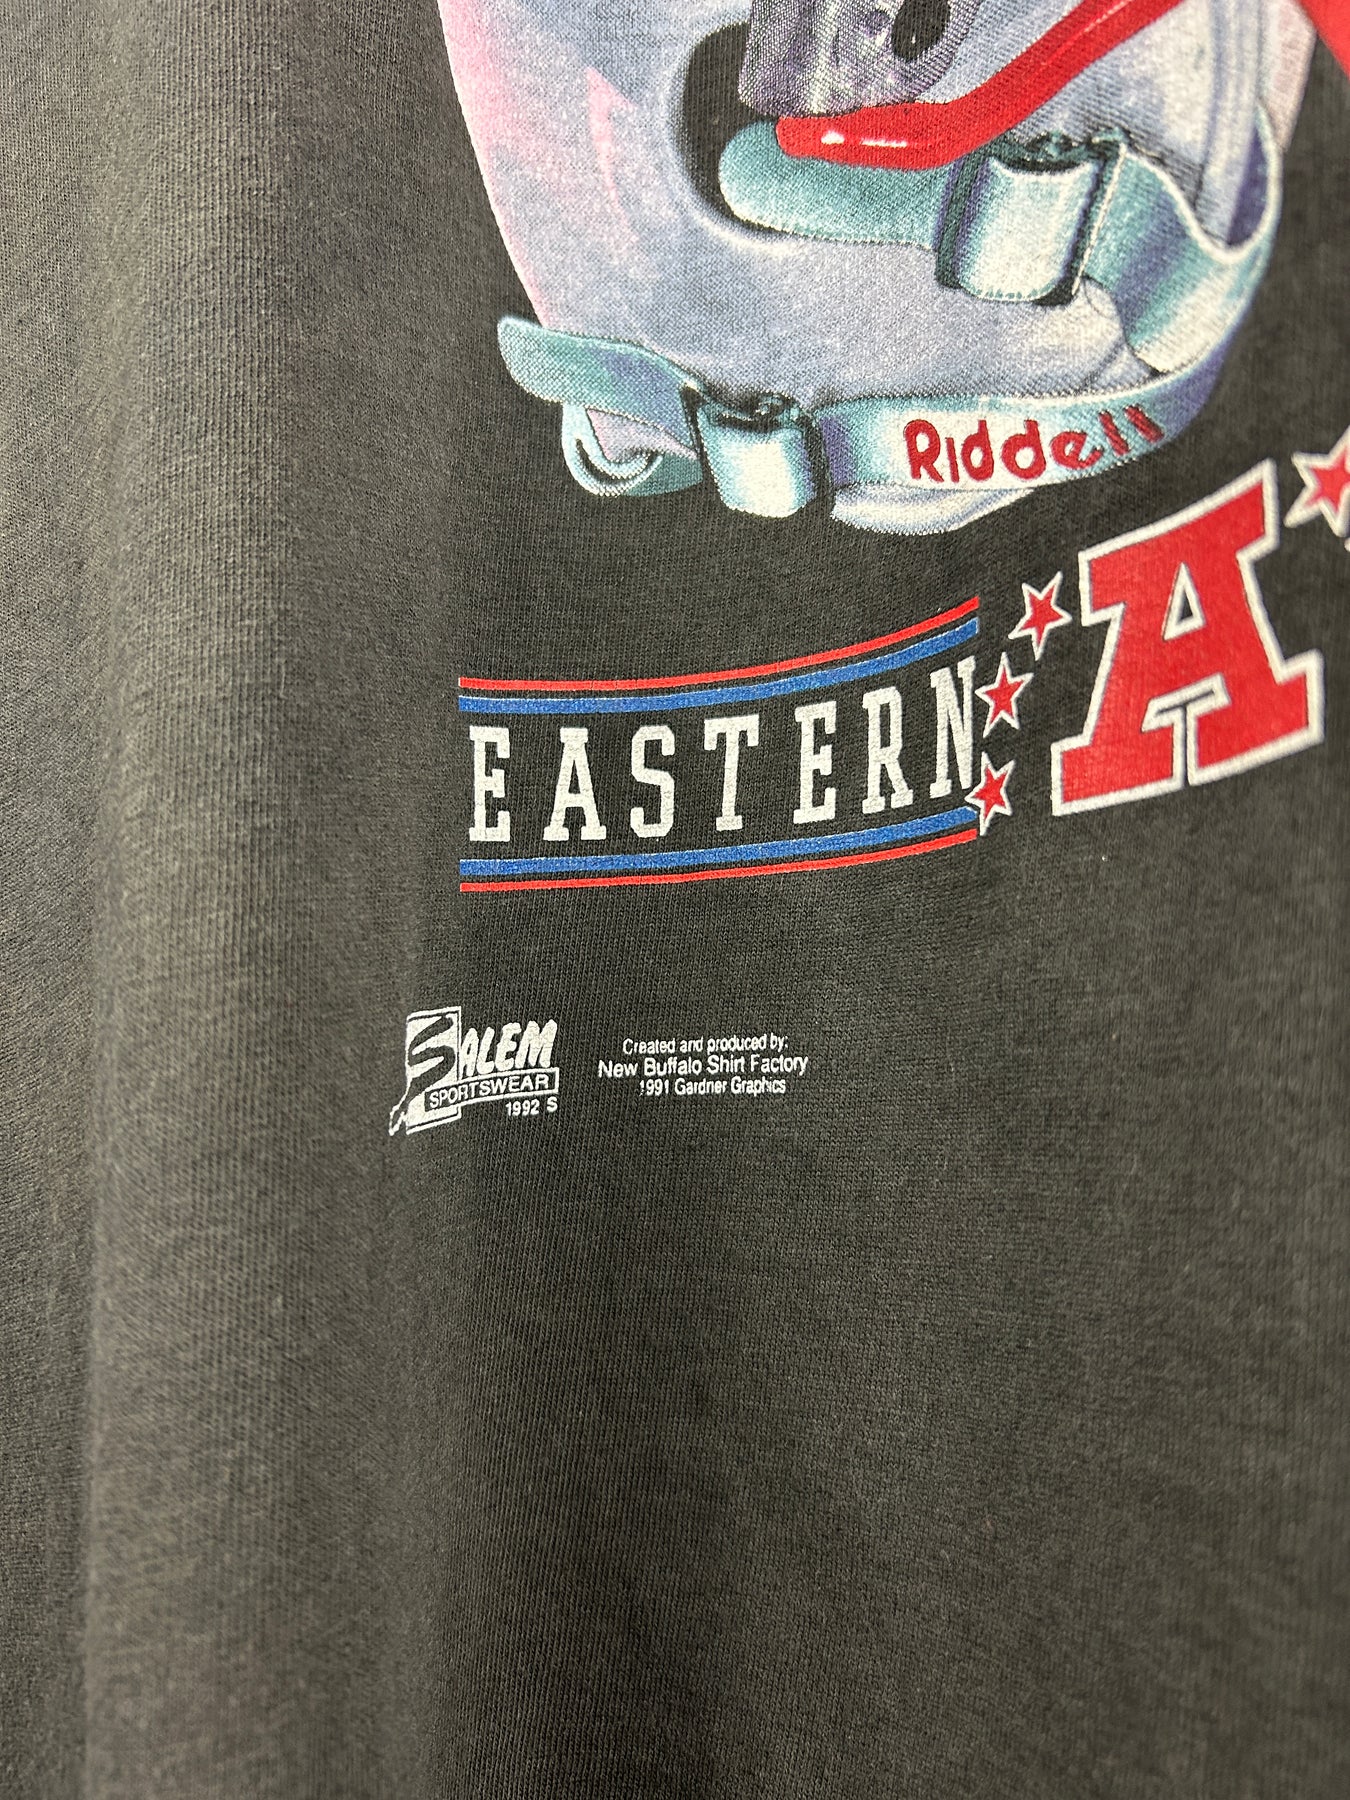 Riddell
EASTERN A
SALEM
SPORTSWEAR
1992 S
Created and produced by:
New Buffalo Shirt Factory
1991 Gardner Graphics